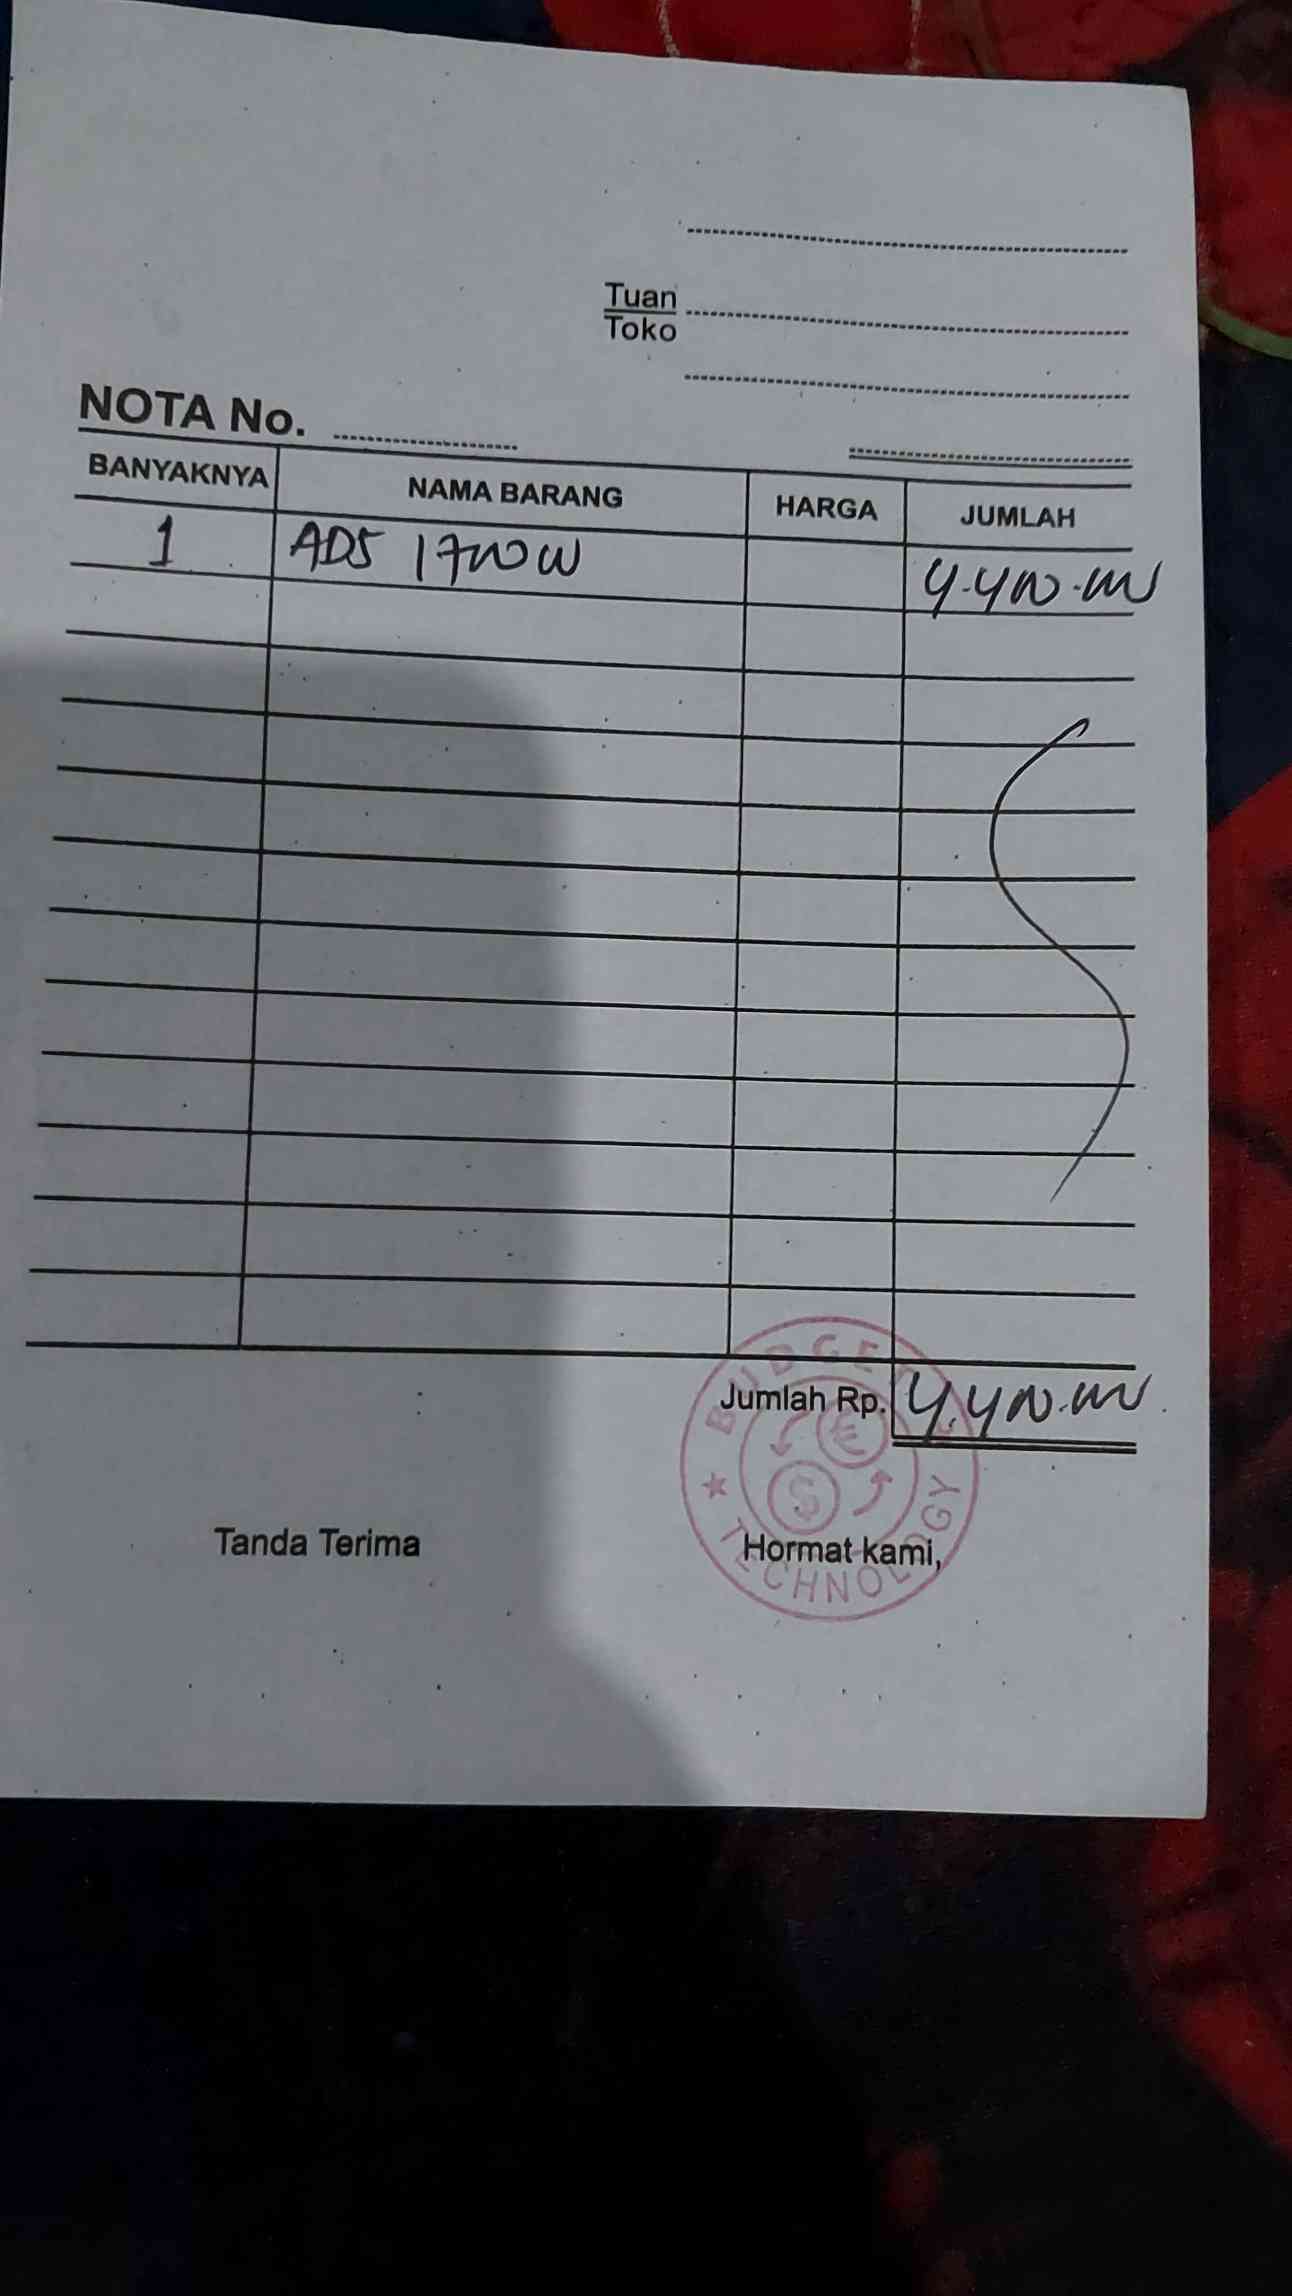 Tuan
Toko
NOTA No.
BANYAKNYA NAMA BARANG HARGA JUMLAH
1 ADS 1700W 4.400.000
Jumlah Rp. 4.400.000
Tanda Terima
Hormat kami,
BUDGET
TECHNOLOGY